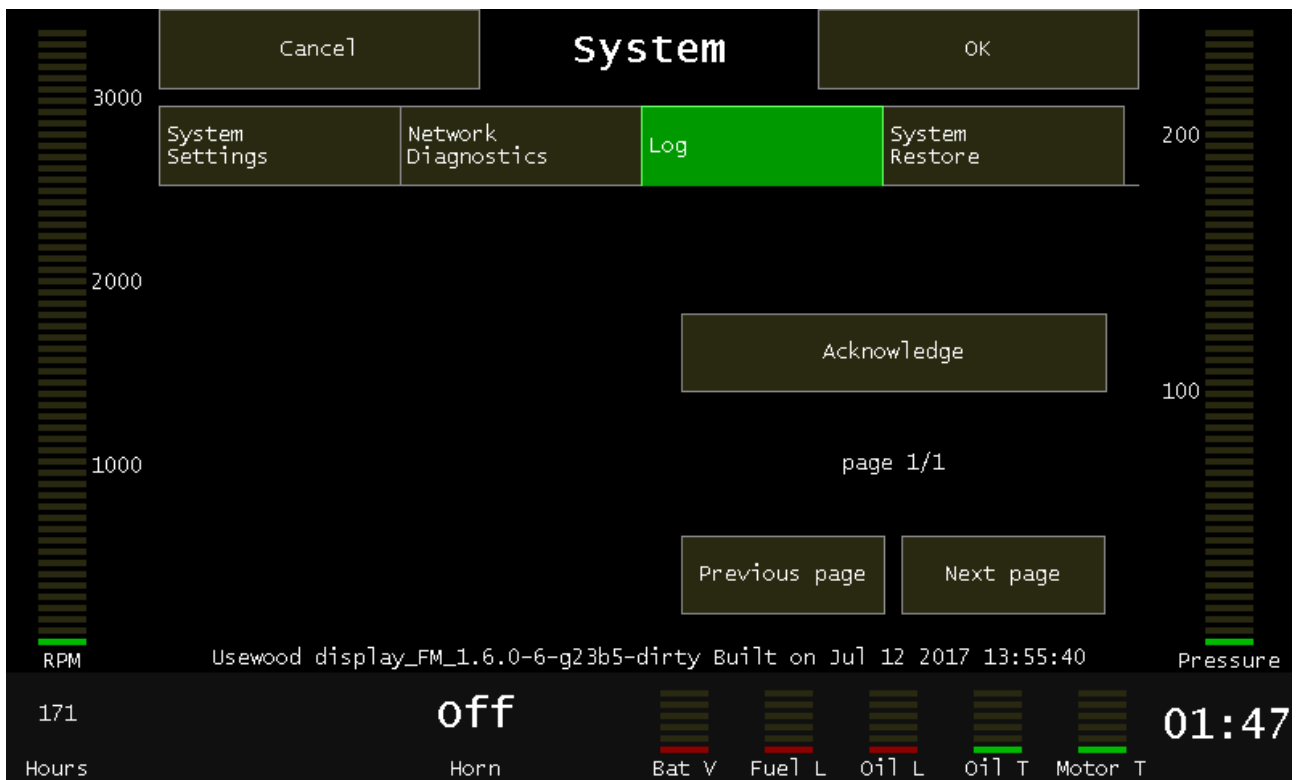 Cancel
System
OK
3000
System
Settings
Network
Diagnostics
Log
System
Restore
200
2000
Acknowledge
100
1000
page 1/1
Previous page
Next page
RPM
Usewood display_FM_1.6.0-6-g23b5-dirty Built on Jul 12 2017 13:55:40
Pressure
171
Off
01:47
Hours
Horn
Bat V
Fuel L
Oil L
Oil T
Motor T